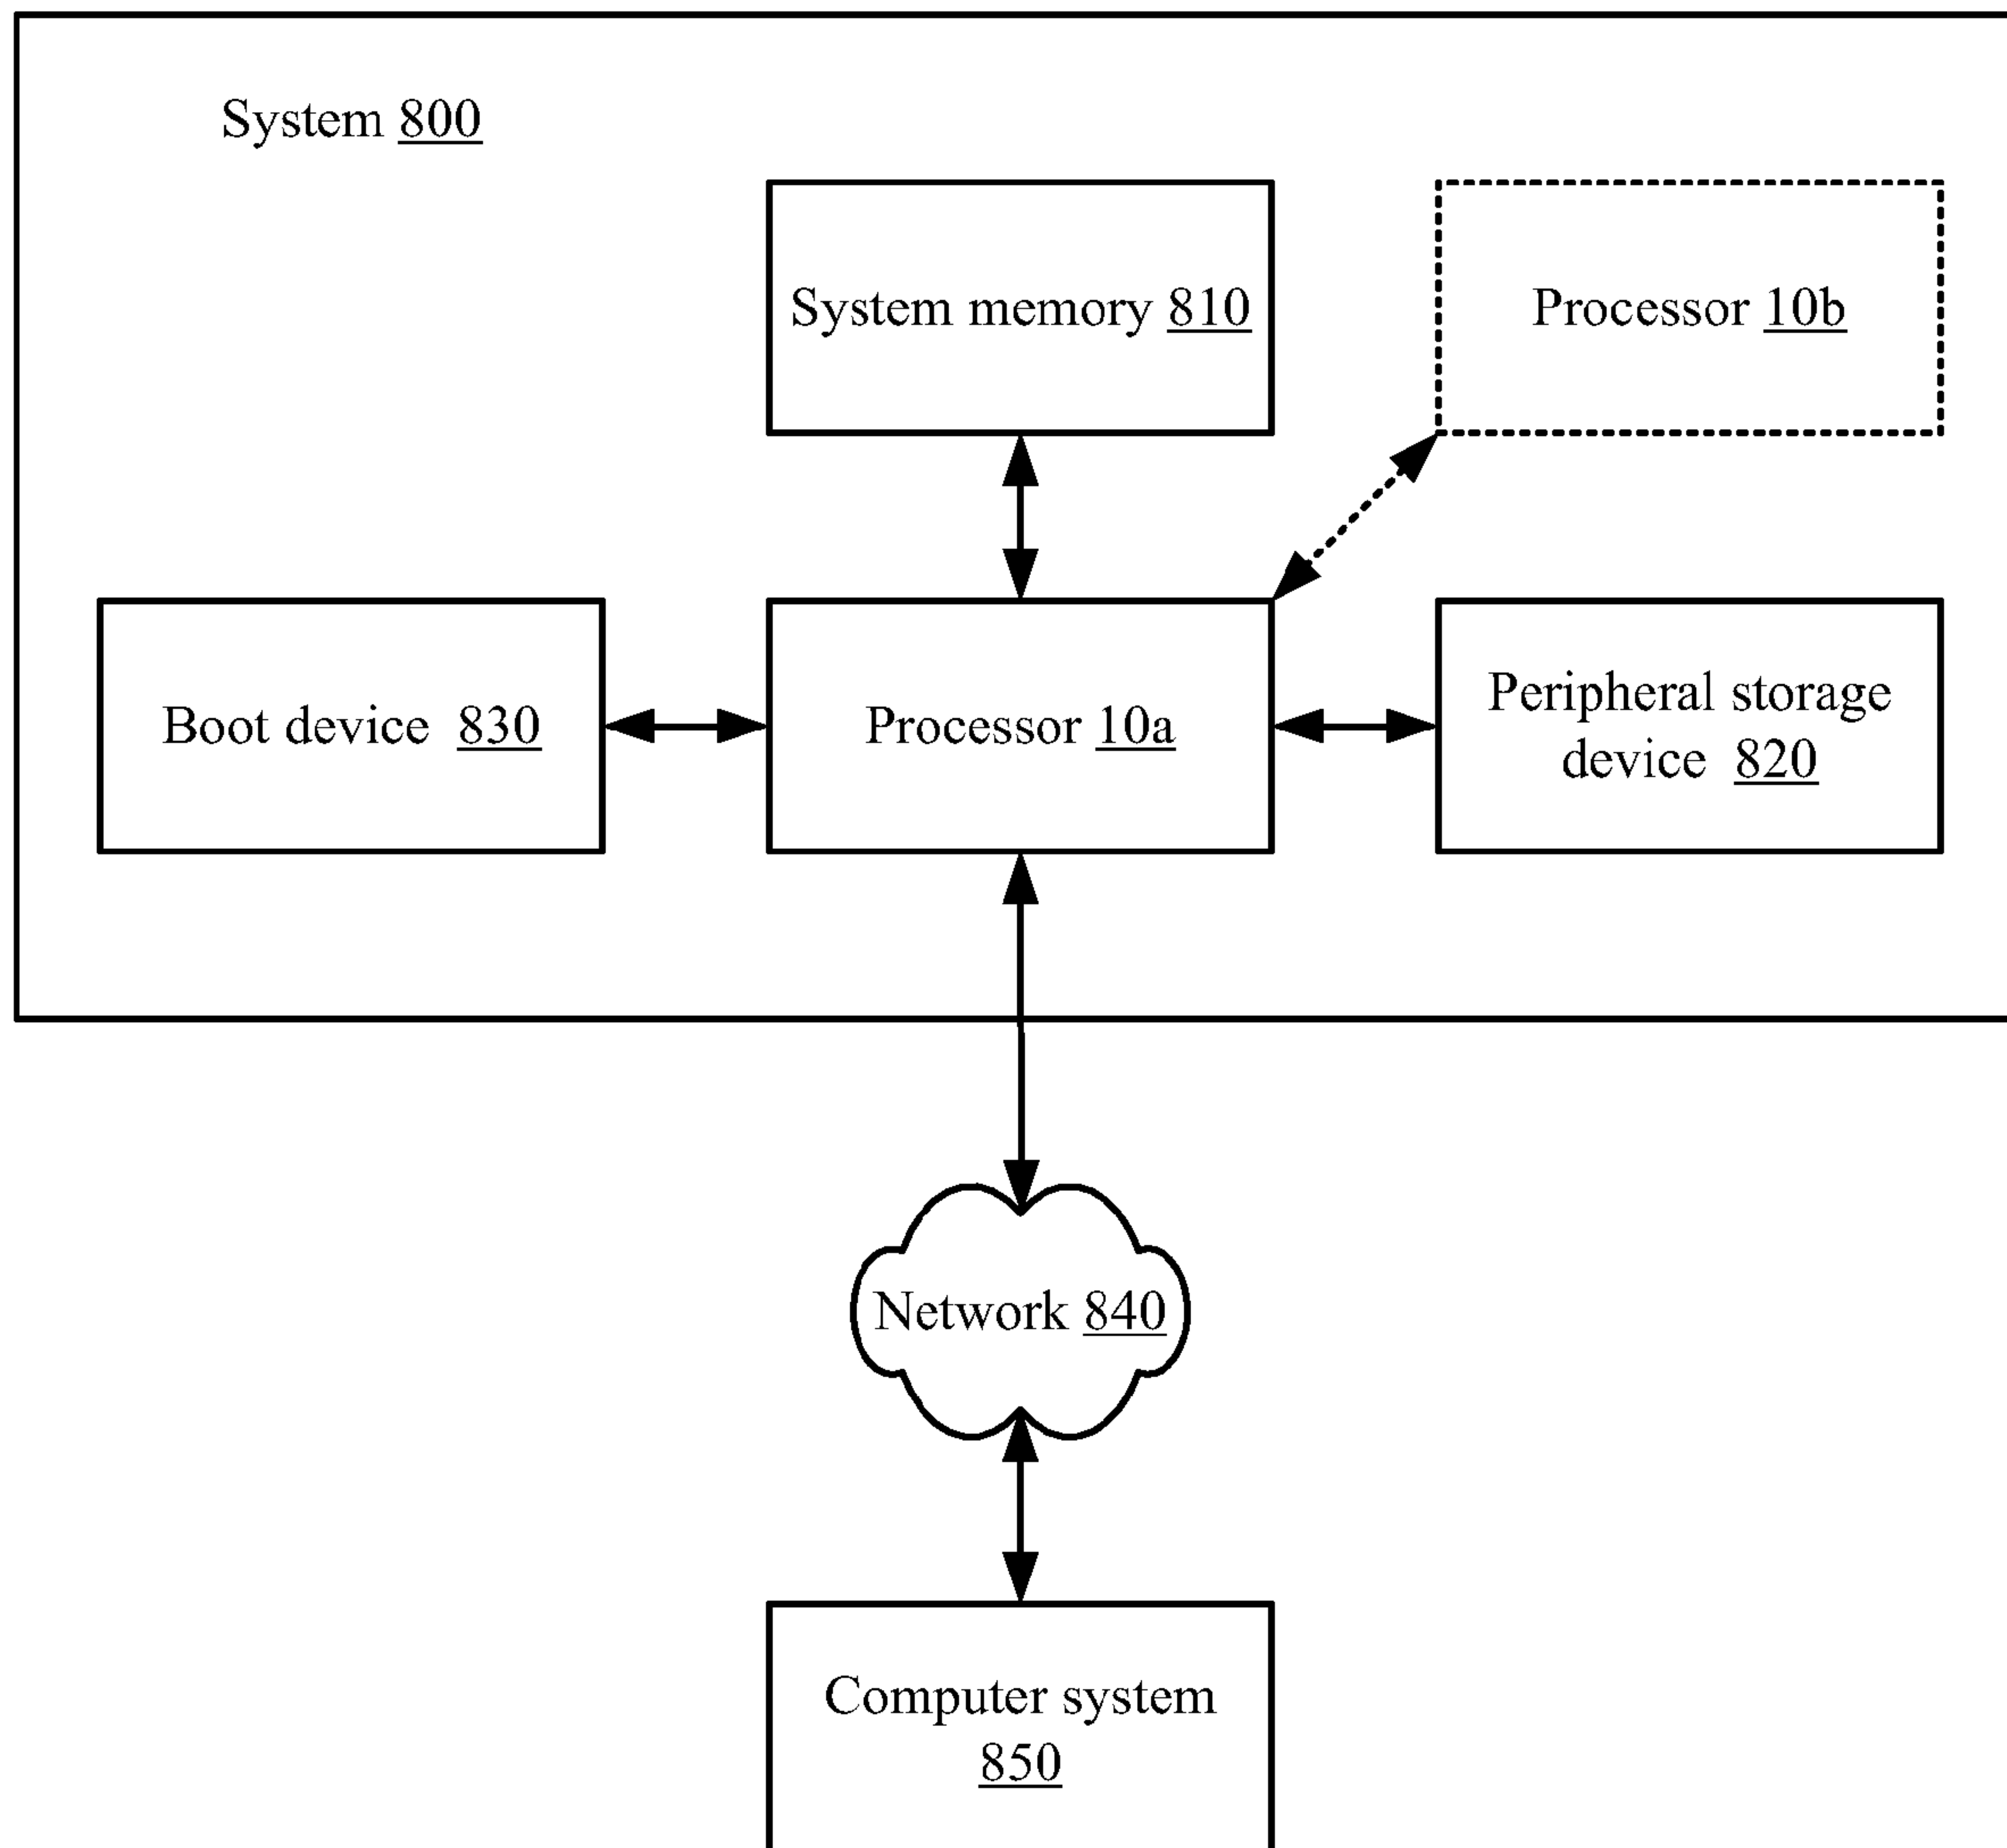 System 800
System memory 810
Processor 10b
Boot device 830
Processor 10a
Peripheral storage
device 820
Network 840
Computer system
850